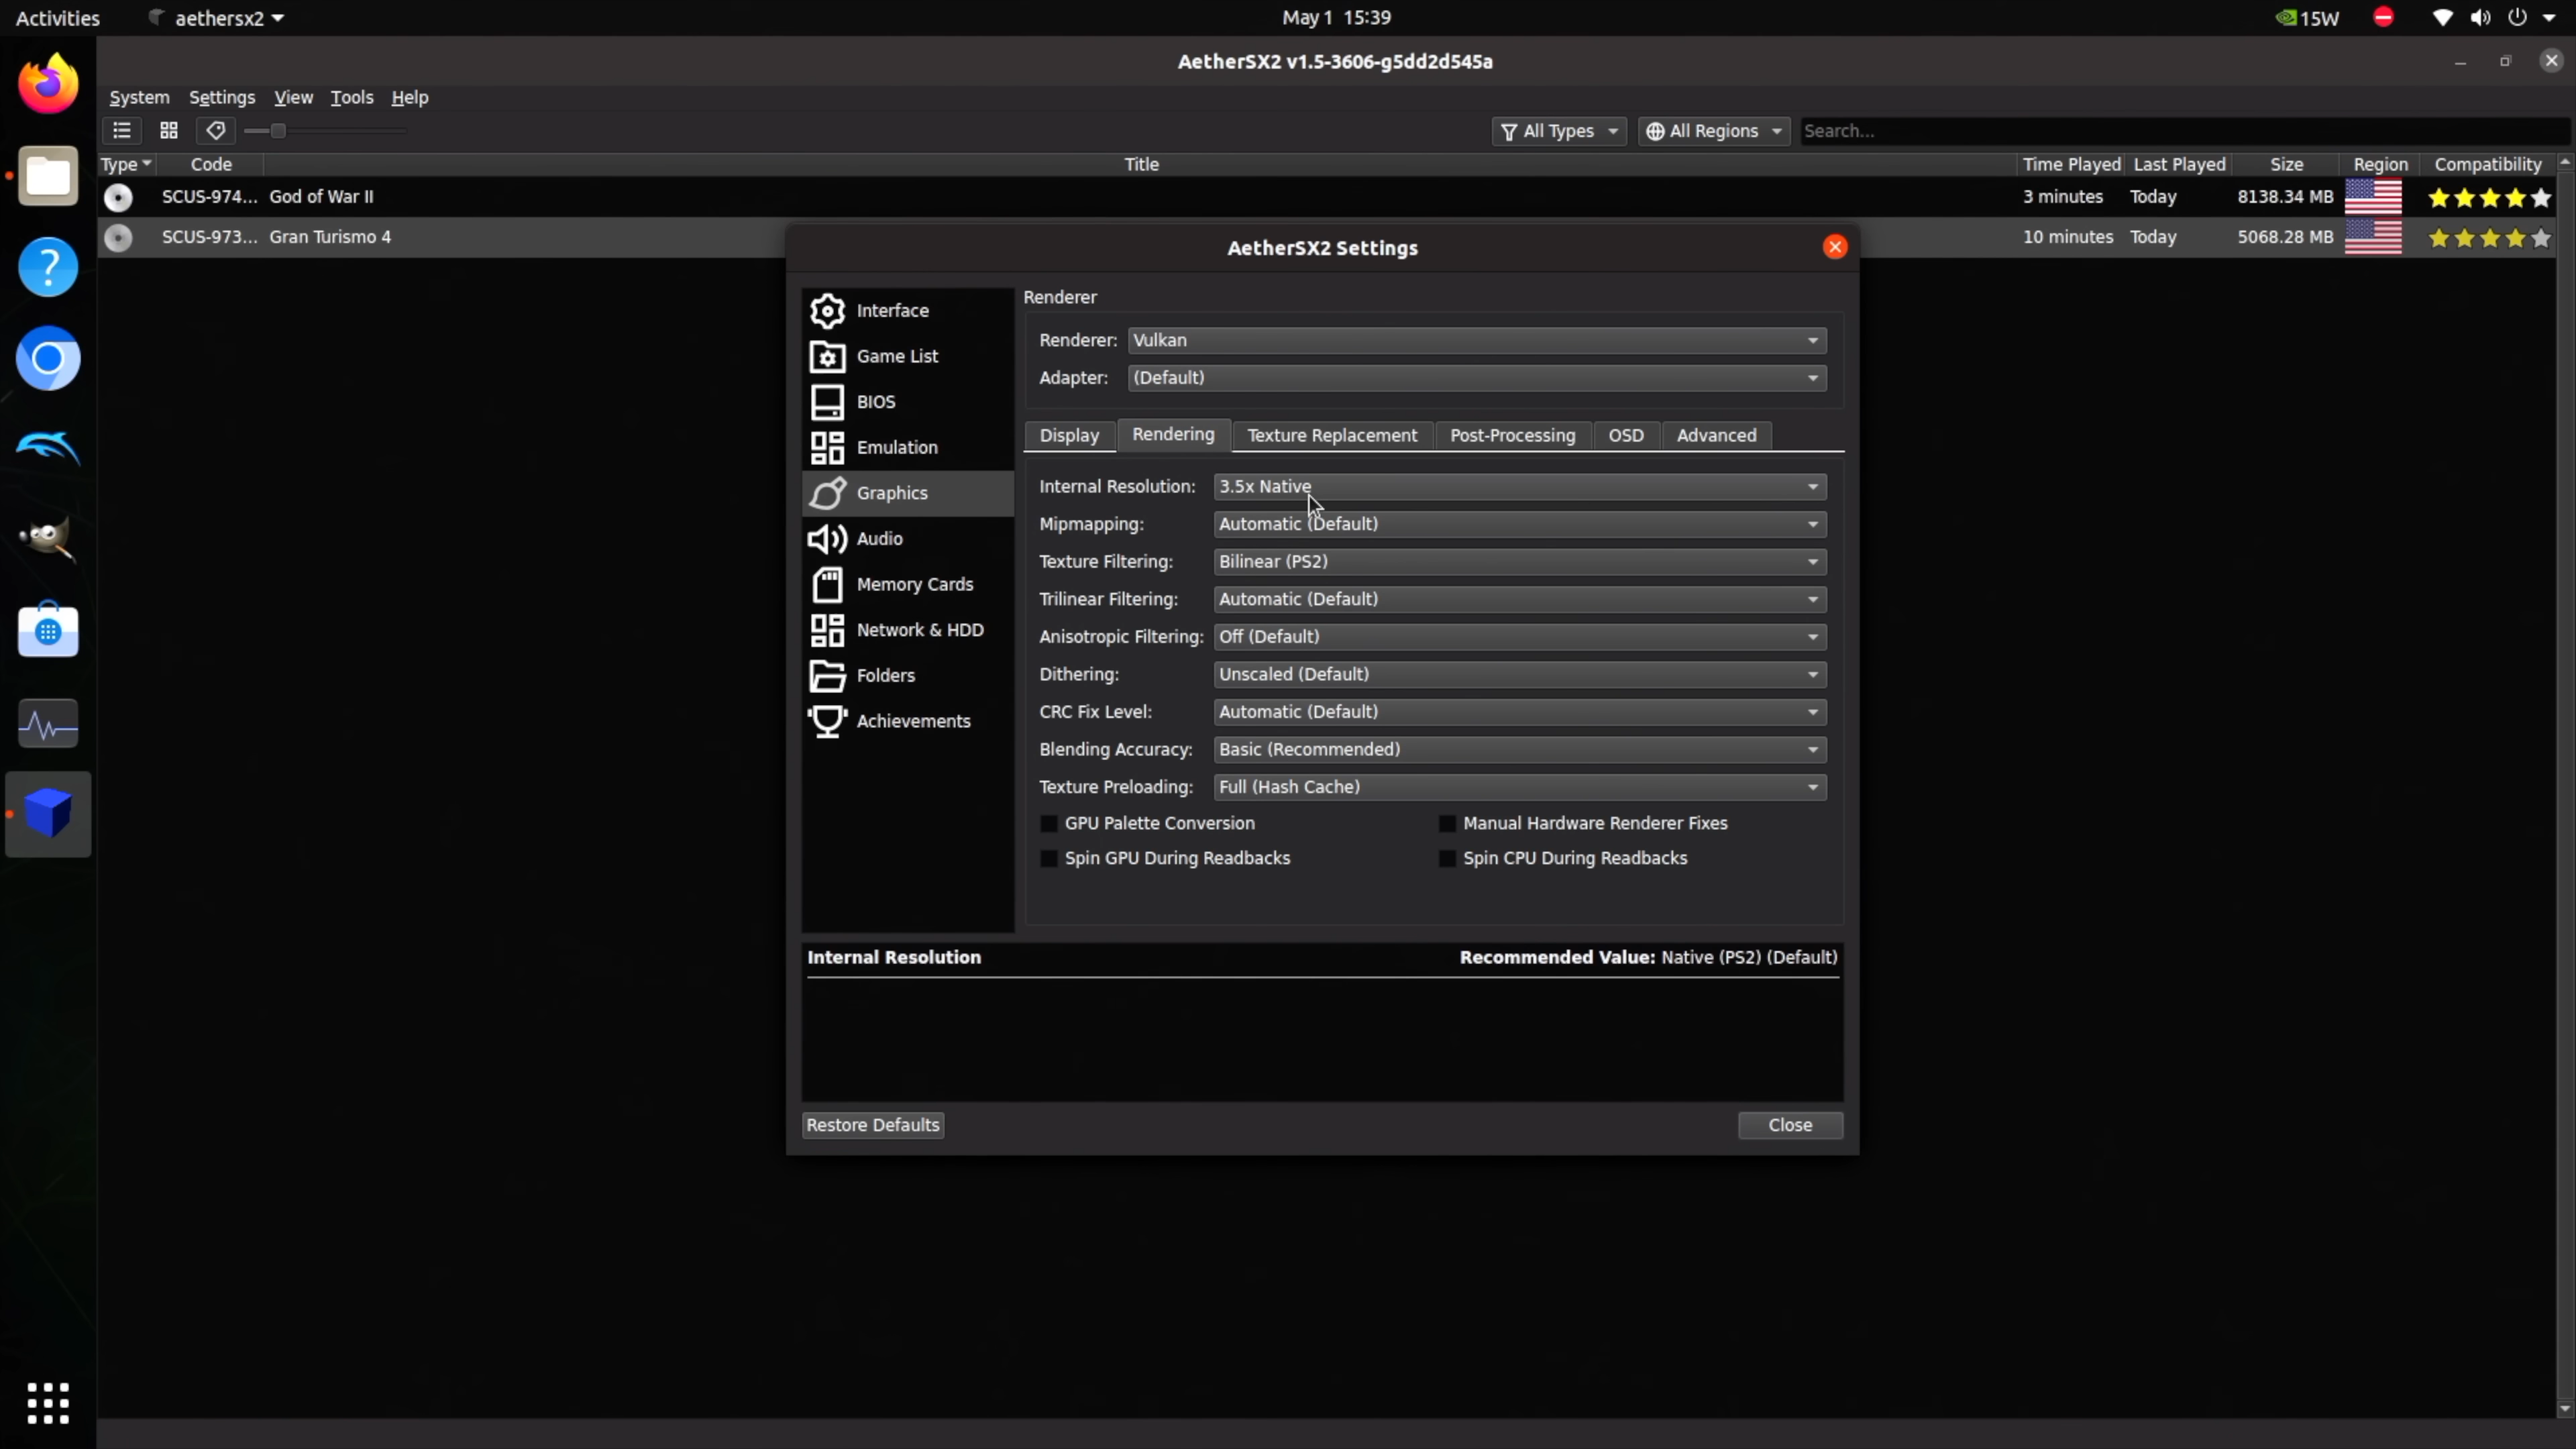 Activities aethersx2 May 1 15:39 15W
AetherSX2 v1.5-3606-g5dd2d545a
System Settings View Tools Help
All Types All Regions Search...
Type Code Title Time Played Last Played Size Region Compatibility
SCUS-974... God of War II 3 minutes Today 8138.34 MB
SCUS-973... Gran Turismo 4 10 minutes Today 5068.28 MB
AetherSX2 Settings
Interface
Game List
BIOS
Emulation
Graphics
Audio
Memory Cards
Network & HDD
Folders
Achievements
Renderer
Renderer: Vulkan
Adapter: (Default)
Display Rendering Texture Replacement Post-Processing OSD Advanced
Internal Resolution: 3.5x Native
Mipmapping: Automatic (Default)
Texture Filtering: Bilinear (PS2)
Trilinear Filtering: Automatic (Default)
Anisotropic Filtering: Off (Default)
Dithering: Unscaled (Default)
CRC Fix Level: Automatic (Default)
Blending Accuracy: Basic (Recommended)
Texture Preloading: Full (Hash Cache)
GPU Palette Conversion Manual Hardware Renderer Fixes
Spin GPU During Readbacks Spin CPU During Readbacks
Internal Resolution Recommended Value: Native (PS2) (Default)
Restore Defaults Close